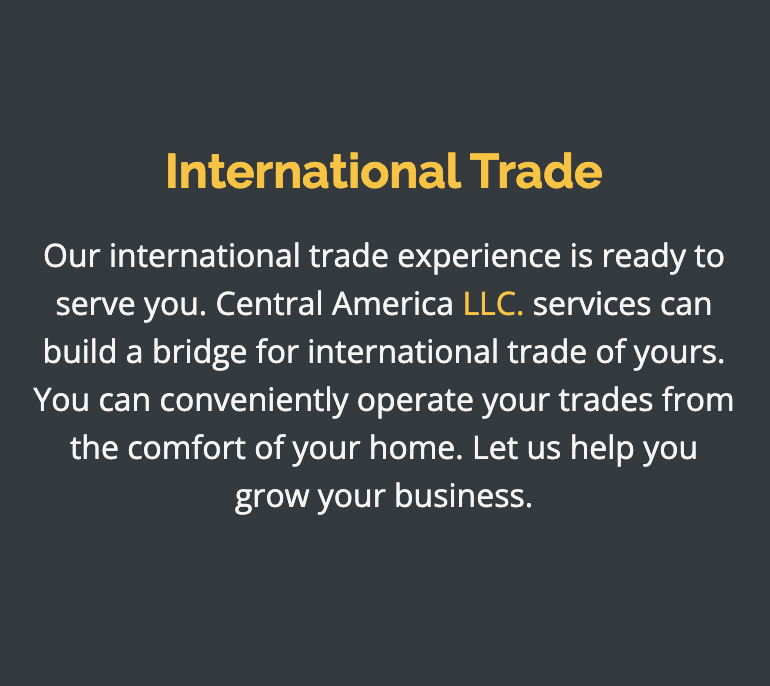 International Trade
Our international trade experience is ready to
serve you. Central America LLC. services can
build a bridge for international trade of yours.
You can conveniently operate your trades from
the comfort of your home. Let us help you
grow your business.